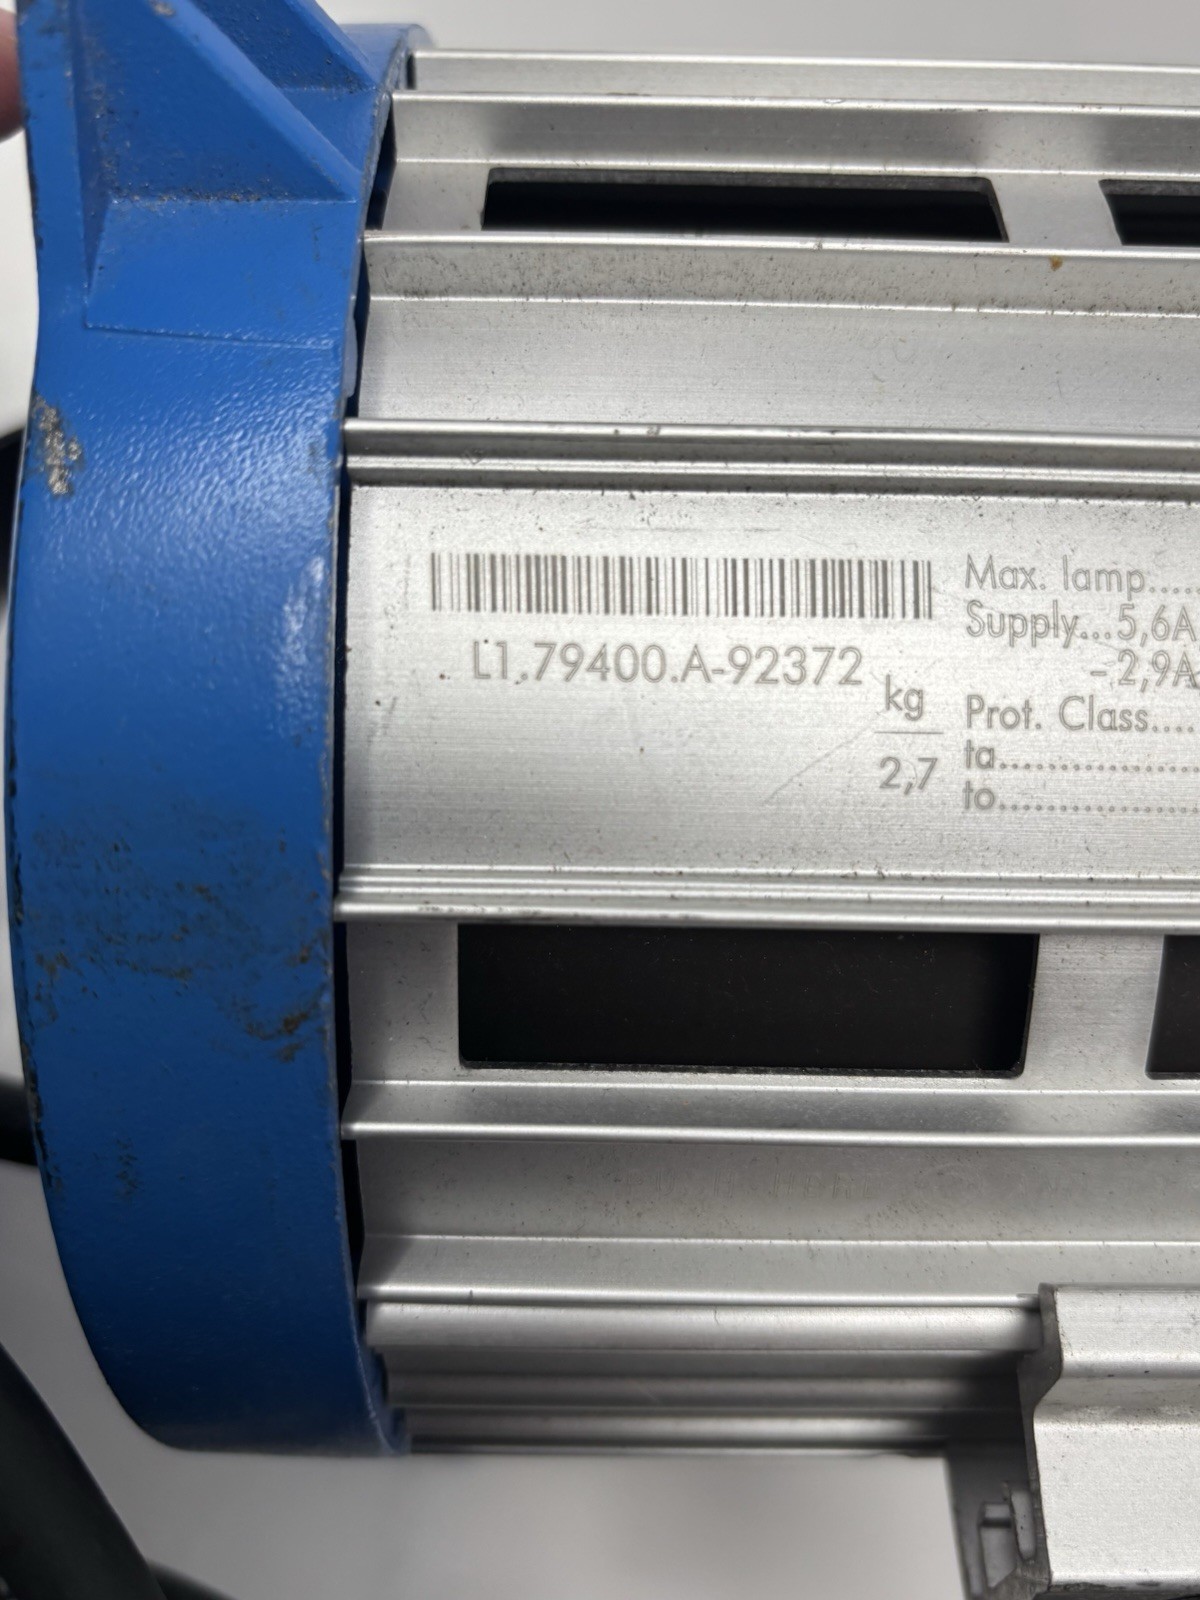 L1.79400.A-92372
kg
2,7
Max. lamp.....
Supply...5,6A
-2,9A
Prot. Class....
ta..................
to..................